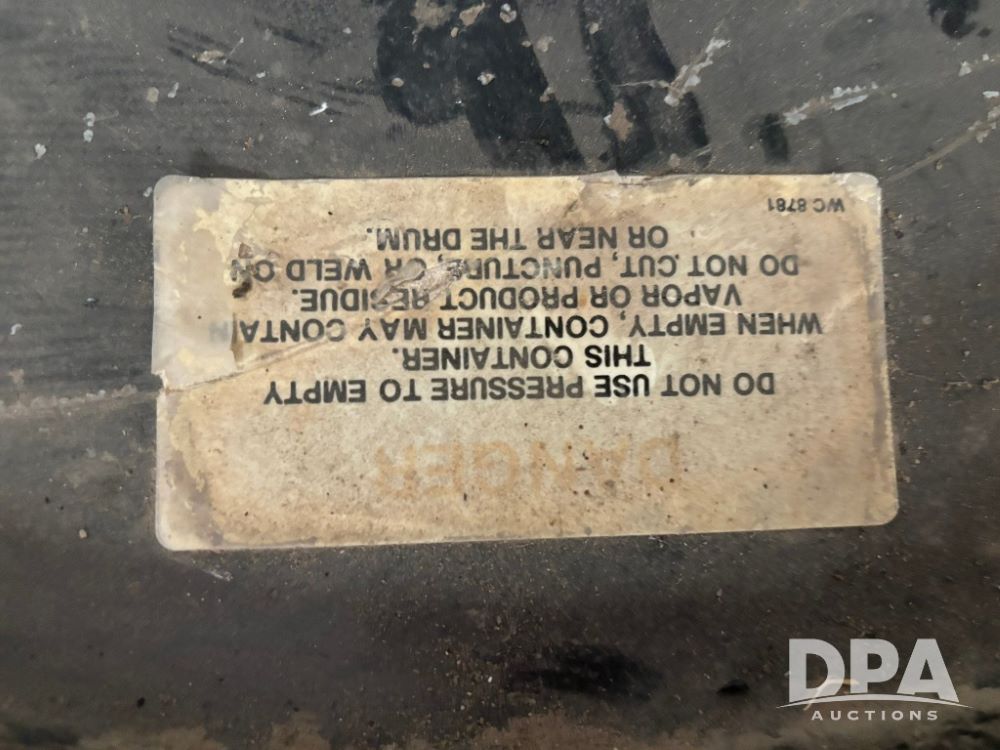 DANGER
DO NOT USE PRESSURE TO EMPTY
THIS CONTAINER.
WHEN EMPTY, CONTAINER MAY CONTAIN
VAPOR OR PRODUCT RESIDUE.
DO NOT CUT, PUNCTURE, OR WELD ON
OR NEAR THE DRUM.
WC 8781
DPA
AUCTIONS